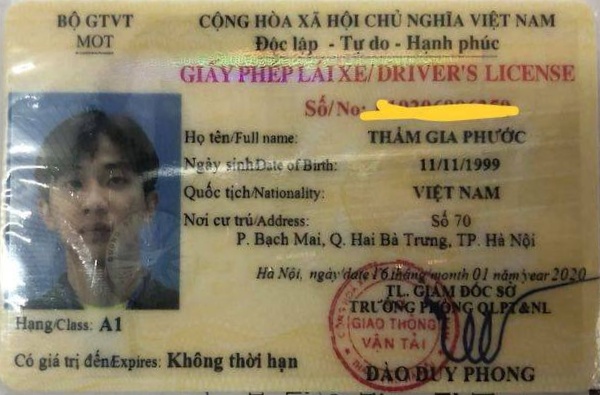 BỘ GTVT
MOT
CỘNG HÒA XÃ HỘI CHỦ NGHĨA VIỆT NAM
Độc lập - Tự do - Hạnh phúc
GIẤY PHÉP LÁI XE/ DRIVER'S LICENSE
Số/No:
Họ tên/Full name: THẨM GIA PHƯỚC
Ngày sinh/Date of Birth: 11/11/1999
Quốc tịch/Nationality: VIỆT NAM
Nơi cư trú/Address: Số 70
P. Bạch Mai, Q. Hai Bà Trưng, TP. Hà Nội
Hà Nội, ngày/date 16 tháng/month 01 năm/year 2020
TL. GIÁM ĐỐC SỞ
TRƯỞNG PHÒNG QLPT&NL
GIAO THÔNG
VẬN TẢI
Hạng/Class: A1
Có giá trị đến/Expires: Không thời hạn
ĐÀO DUY PHONG